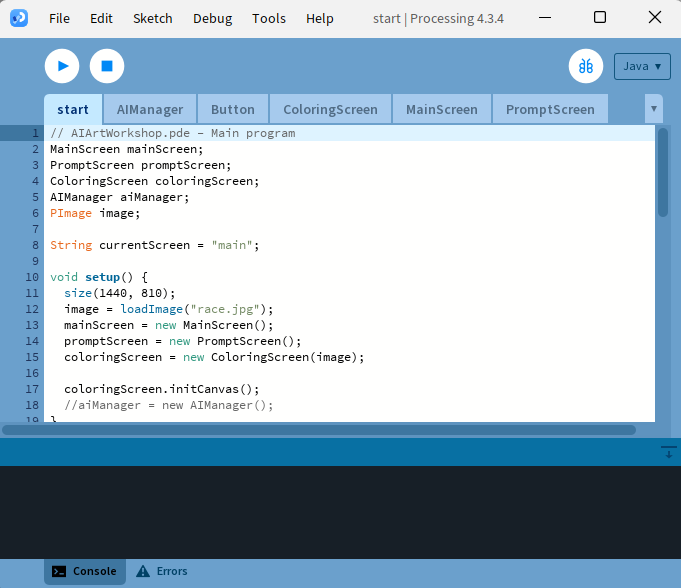 File Edit Sketch Debug Tools Help start | Processing 4.3.4
Java ▾
start AIManager Button ColoringScreen MainScreen PromptScreen ▾
1 // AIArtWorkshop.pde - Main program
2 MainScreen mainScreen;
3 PromptScreen promptScreen;
4 ColoringScreen coloringScreen;
5 AIManager aiManager;
6 PImage image;
7
8 String currentScreen = "main";
9
10 void setup() {
11 size(1440, 810);
12 image = loadImage("race.jpg");
13 mainScreen = new MainScreen();
14 promptScreen = new PromptScreen();
15 coloringScreen = new ColoringScreen(image);
16
17 coloringScreen.initCanvas();
18 //aiManager = new AIManager();
19 }
Console Errors